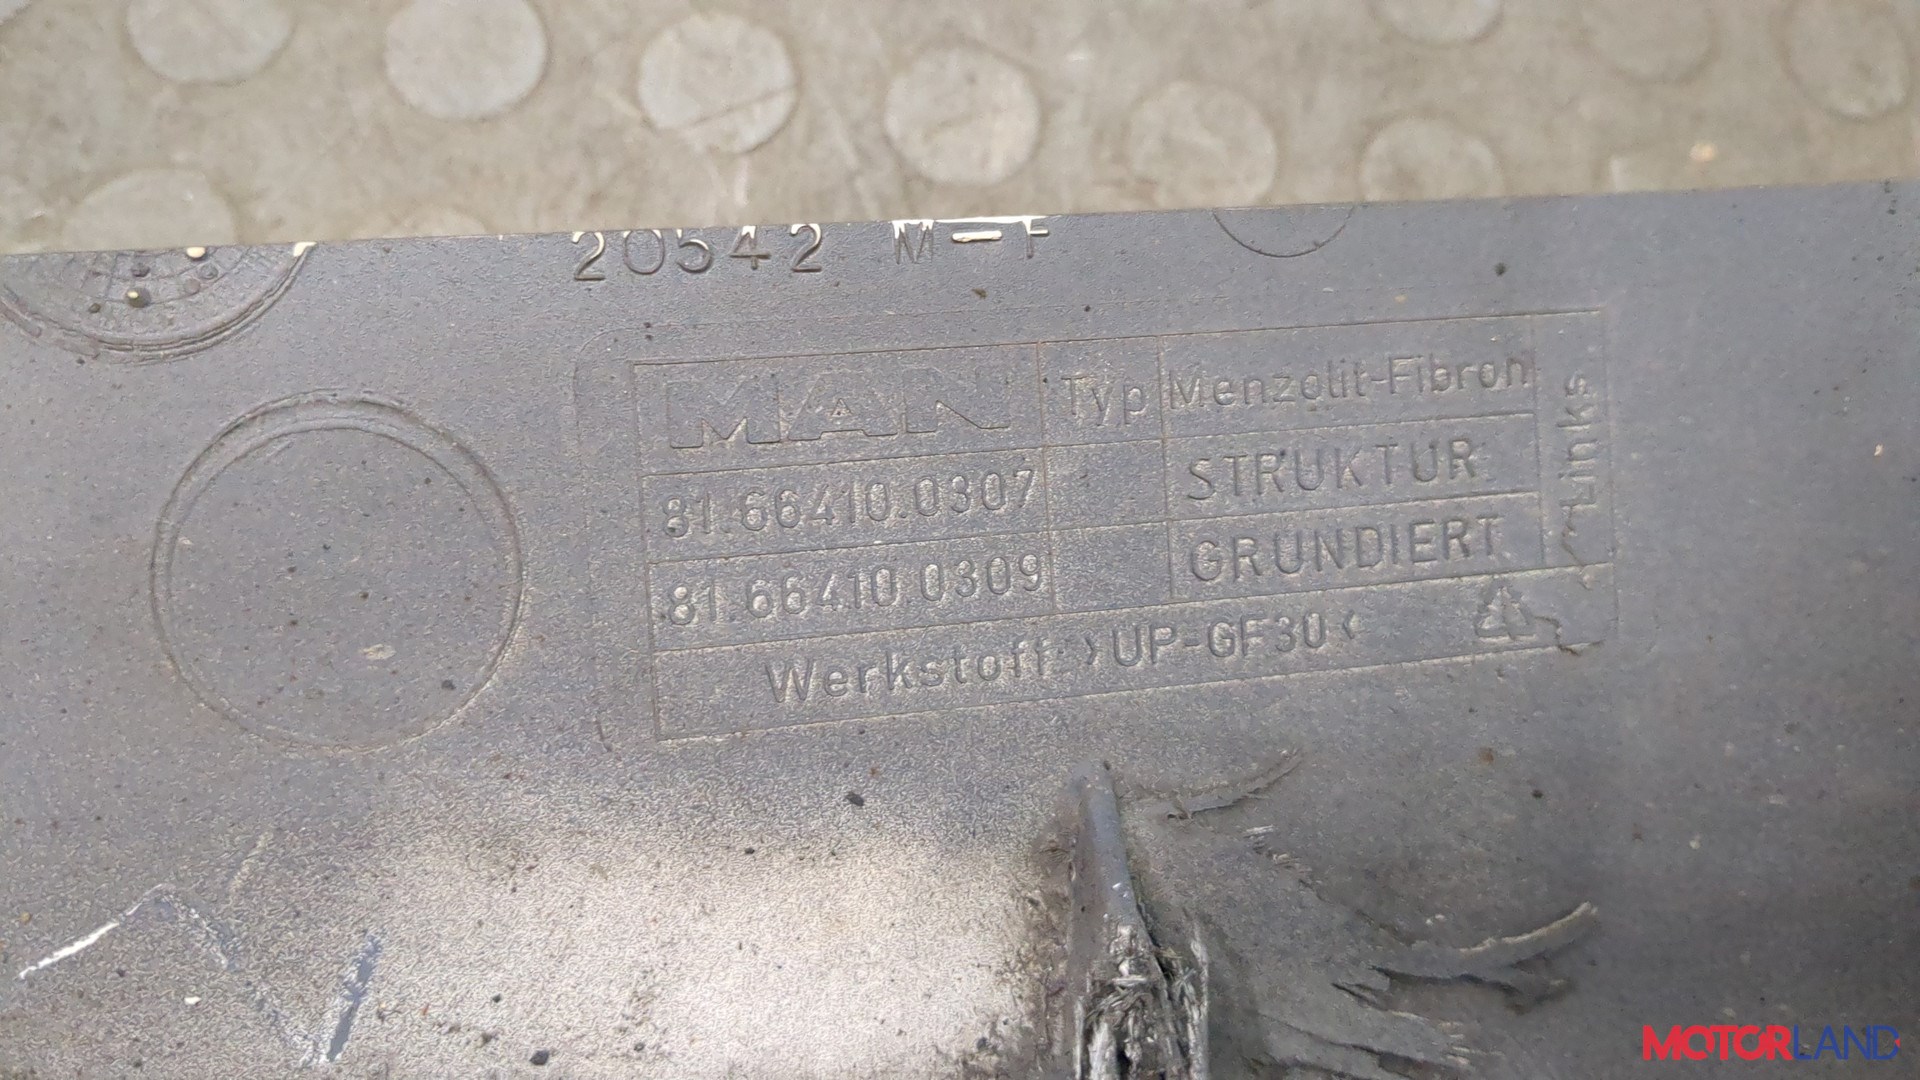 20542 M-F
MAN Typ Menzolit-Fibron
81.66410.0307 STRUKTUR
81.66410.0309 GRUNDIERT
Links
Werkstoff >UP-GF30<
MOTORLAND